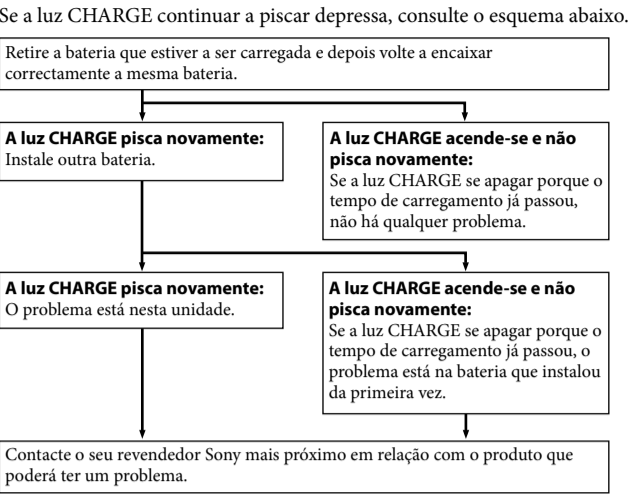 Se a luz CHARGE continuar a piscar depressa, consulte o esquema abaixo.
Retire a bateria que estiver a ser carregada e depois volte a encaixar
correctamente a mesma bateria.
A luz CHARGE pisca novamente:
Instale outra bateria.
A luz CHARGE acende-se e não
pisca novamente:
Se a luz CHARGE se apagar porque o
tempo de carregamento já passou,
não há qualquer problema.
A luz CHARGE pisca novamente:
O problema está nesta unidade.
A luz CHARGE acende-se e não
pisca novamente:
Se a luz CHARGE se apagar porque o
tempo de carregamento já passou, o
problema está na bateria que instalou
da primeira vez.
Contacte o seu revendedor Sony mais próximo em relação com o produto que
poderá ter um problema.